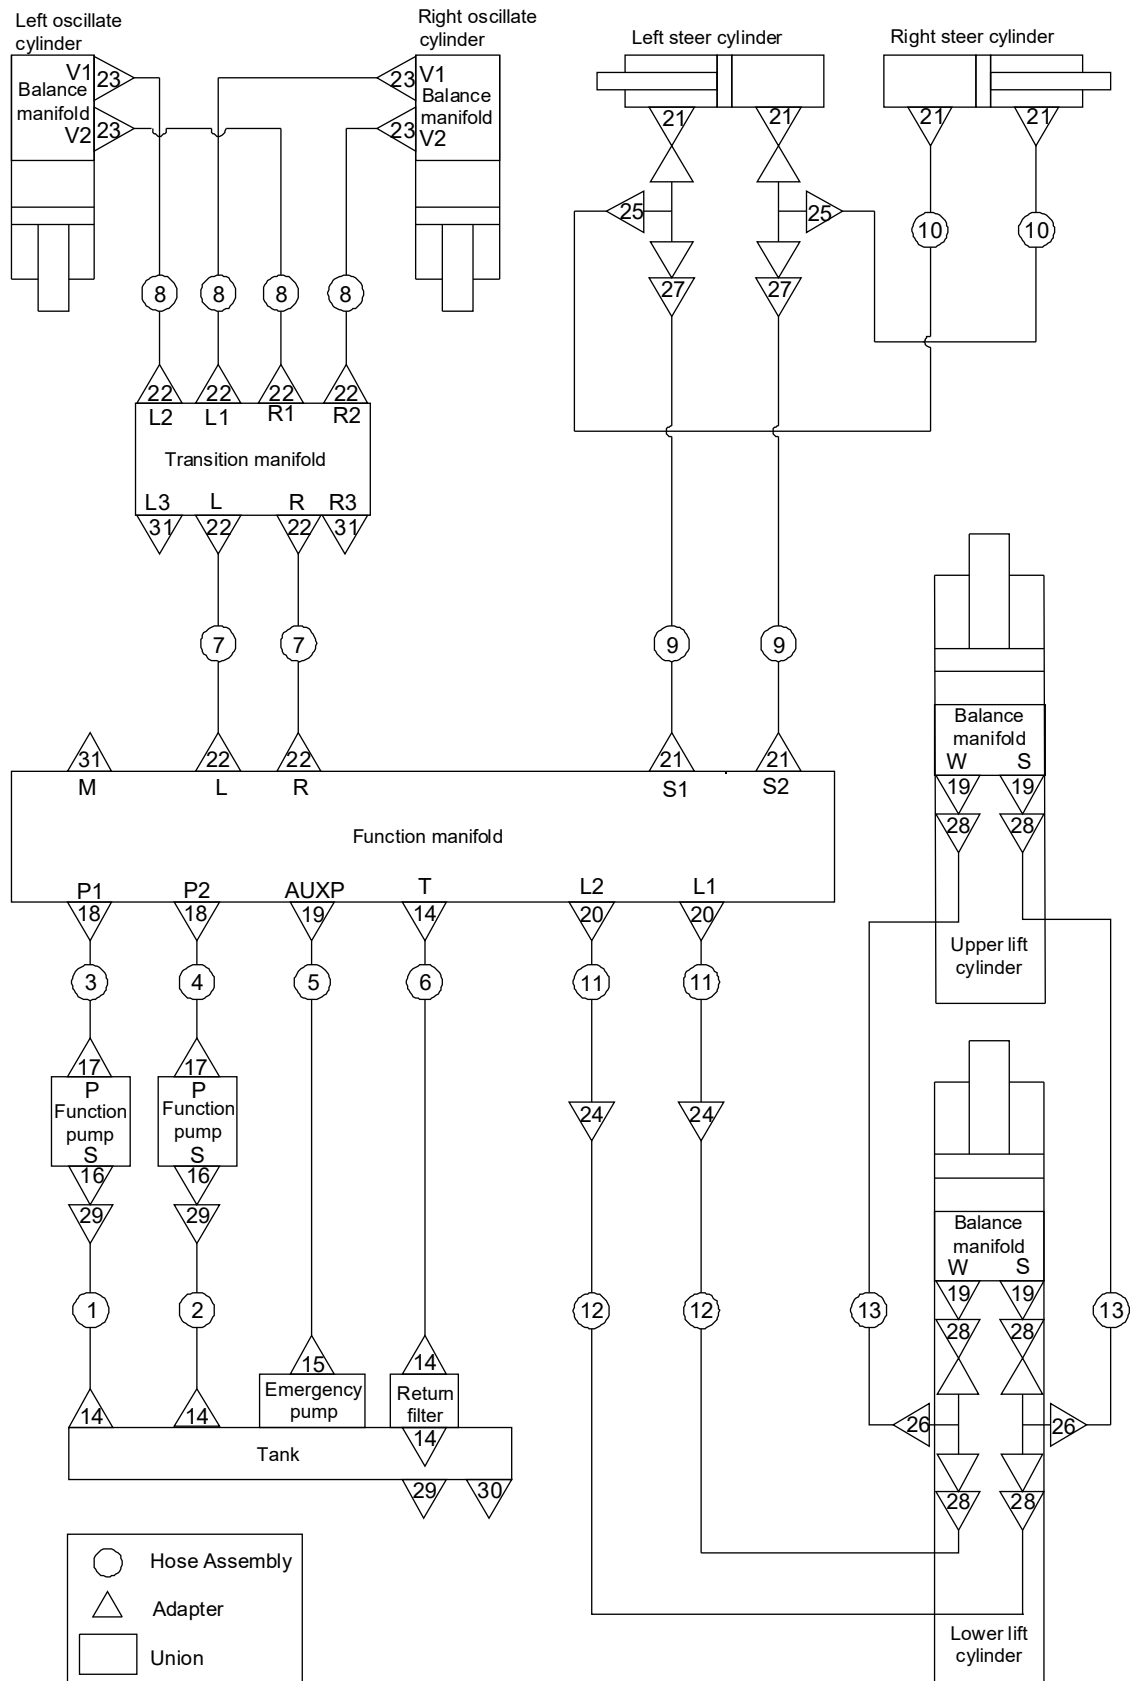 Left oscillate
cylinder
Right oscillate
cylinder
Left steer cylinder
Right steer cylinder
V1
Balance
manifold
V2
23
23
23
23
V1
Balance
manifold
V2
21
21
21
21
25
25
10
10
27
27
8
8
8
8
22
22
22
22
L2
L1
R1
R2
Transition manifold
L3
L
R
R3
31
22
22
31
7
7
9
9
31
22
22
21
21
M
L
R
S1
S2
Function manifold
P1
P2
AUXP
T
L2
L1
18
18
19
14
20
20
3
4
5
6
11
11
Balance
manifold
W
S
19
19
28
28
Upper lift
cylinder
17
17
P
Function
pump
S
P
Function
pump
S
16
16
29
29
24
24
1
2
12
12
13
13
Balance
manifold
W
S
19
19
28
28
26
26
28
28
14
14
15
14
Emergency
pump
Return
filter
14
Tank
29
30
Hose Assembly
Adapter
Union
Lower lift
cylinder